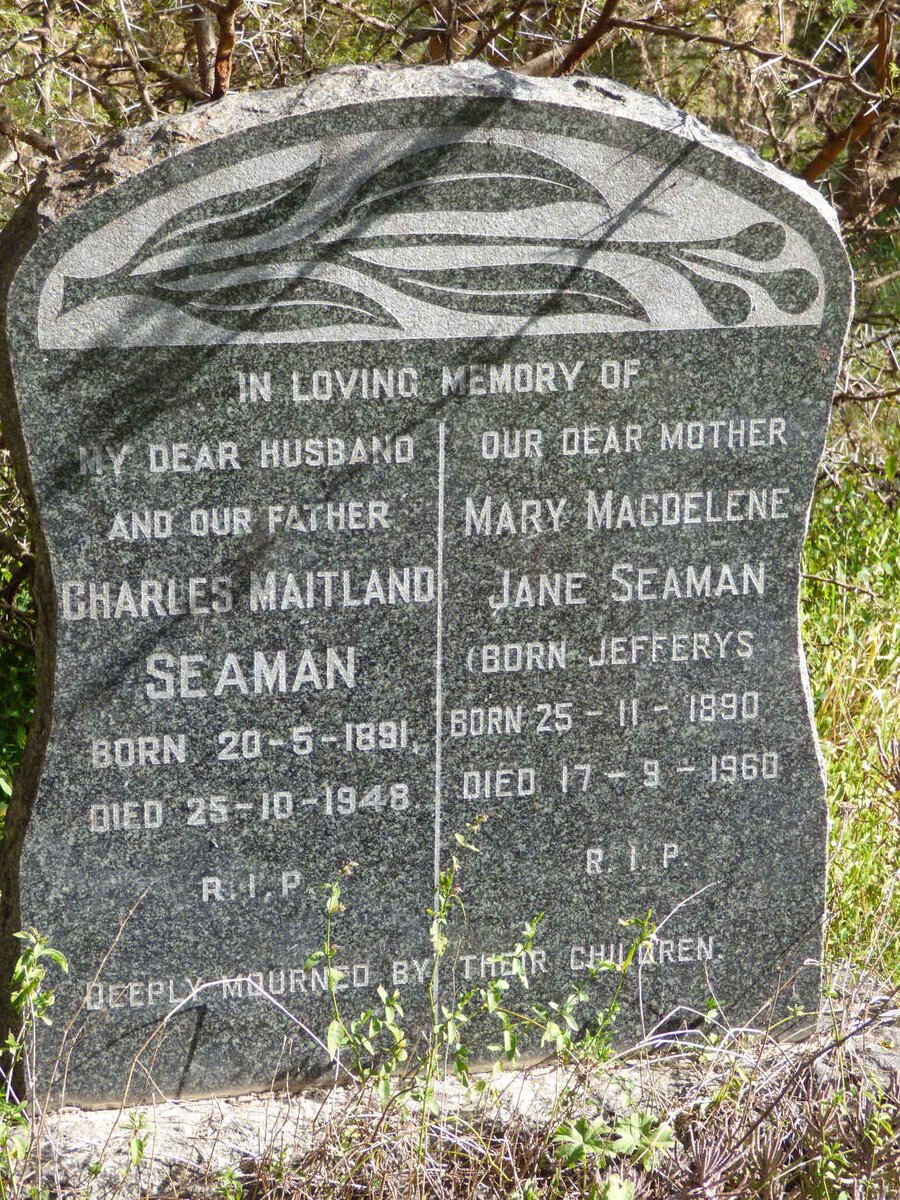 IN LOVING MEMORY OF
MY DEAR HUSBAND
AND OUR FATHER
CHARLES MAITLAND
SEAMAN
BORN 20-5-1891.
DIED 25-10-1948
R.I.P
OUR DEAR MOTHER
MARY MAGDELENE
JANE SEAMAN
(BORN JEFFERYS
BORN 25-11-1890
DIED 17-9-1960
R.I.P.
DEEPLY MOURNED BY THEIR CHILDREN.